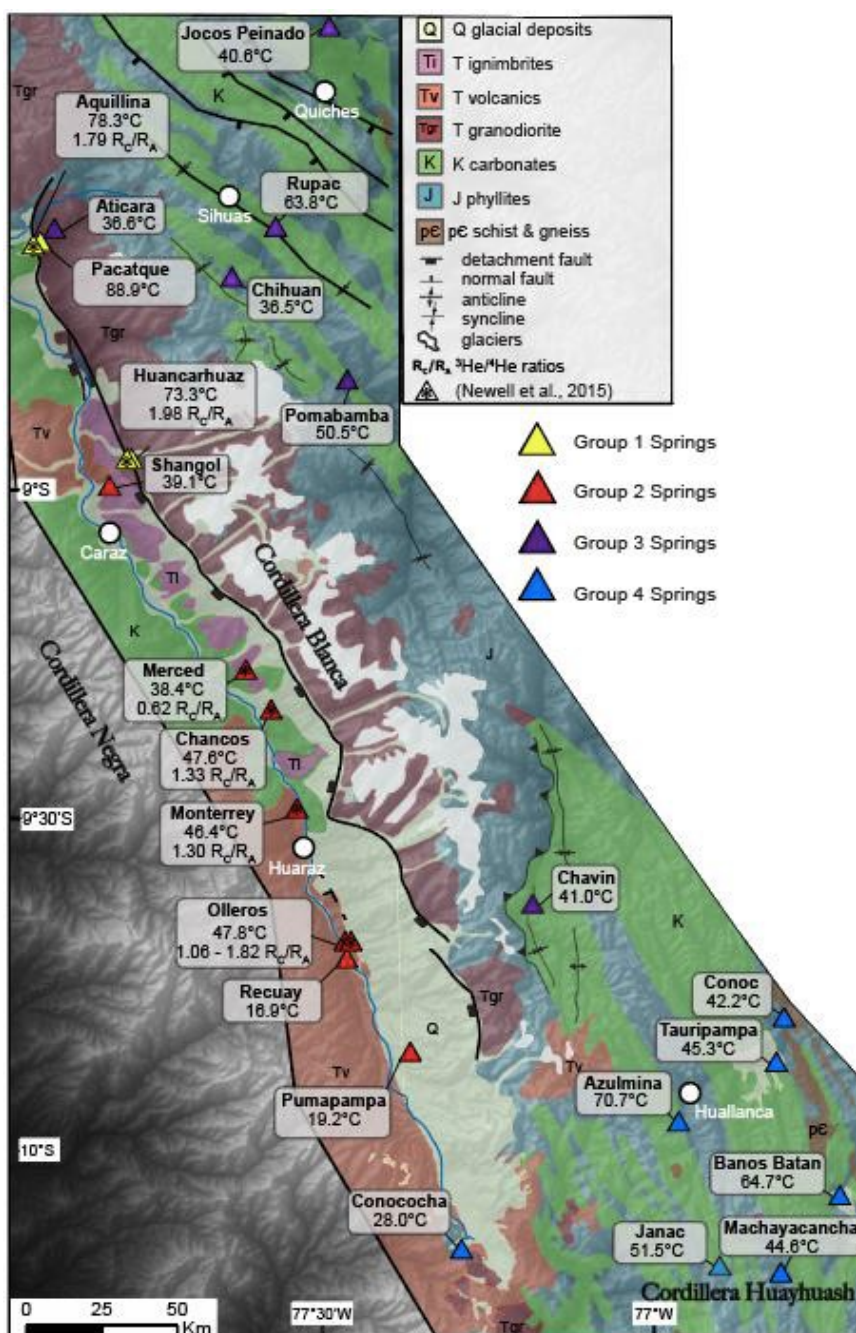 Jocos Peinado
40.6°C
K
Tgr
Quiches
Aquillina
78.3°C
1.79 RC/RA
Rupac
63.8°C
Sihuas
Aticara
36.6°C
Pacatque
88.9°C
Chihuan
36.5°C
Tgr
Huancarhuaz
73.3°C
1.98 RC/RA
Pomabamba
50.5°C
Tv
Shangol
39.1°C
9°S
Caraz
TI
Cordillera Blanca
K
J
Cordillera Negra
Merced
38.4°C
0.62 RC/RA
Chancos
47.6°C
1.33 RC/RA
TI
Monterrey
46.4°C
1.30 RC/RA
9°30'S
Huaraz
Chavin
41.0°C
K
Olleros
47.8°C
1.06 - 1.82 RC/RA
Recuay
16.9°C
Tgr
Q
Conoc
42.2°C
Tauripampa
45.3°C
Tv
Tv
Pumapampa
19.2°C
Azulmina
70.7°C
Huallanca
pЄ
10°S
Banos Batan
64.7°C
Conococha
28.0°C
Janac
51.5°C
Machayacancha
44.6°C
Cordillera Huayhuash
0 25 50
Km
77°30'W
77°W
Tgr
Q Q glacial deposits
Ti T ignimbrites
Tv T volcanics
Tgr T granodiorite
K K carbonates
J J phyllites
pЄ pЄ schist & gneiss
detachment fault
normal fault
anticline
syncline
glaciers
RC/RA ³He/⁴He ratios
(Newell et al., 2015)
Group 1 Springs
Group 2 Springs
Group 3 Springs
Group 4 Springs